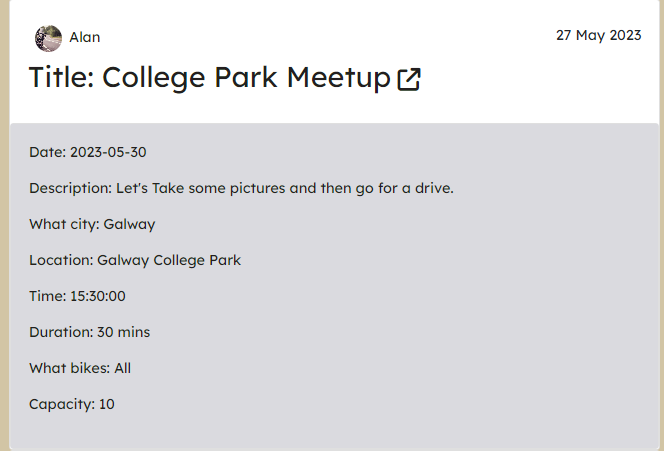 Alan
27 May 2023
Title: College Park Meetup
Date: 2023-05-30
Description: Let's Take some pictures and then go for a drive.
What city: Galway
Location: Galway College Park
Time: 15:30:00
Duration: 30 mins
What bikes: All
Capacity: 10